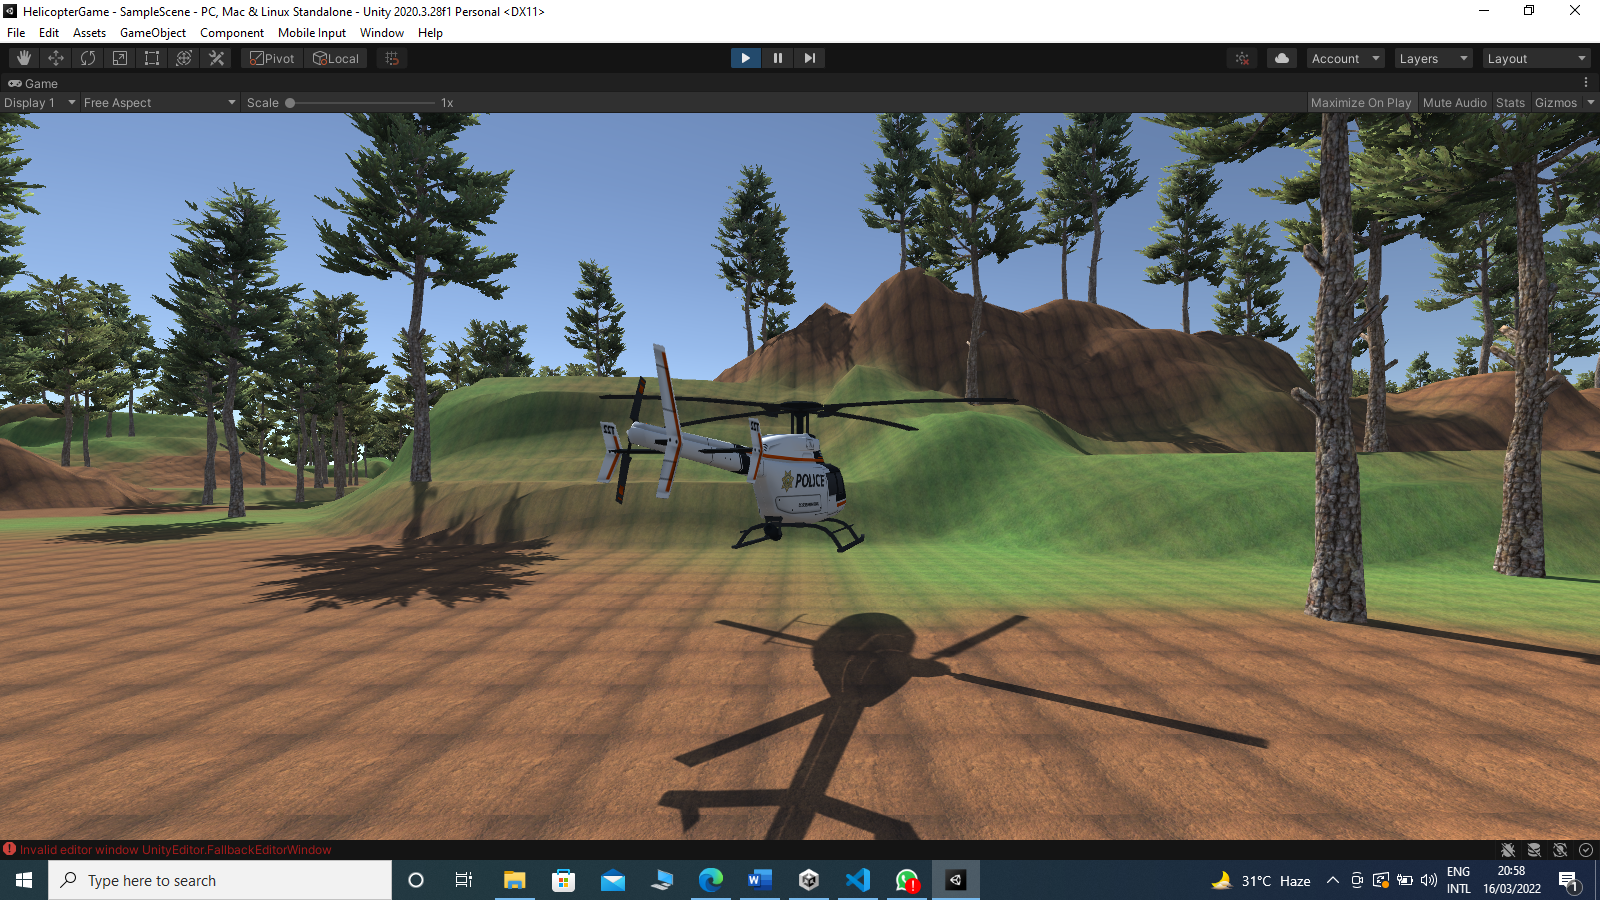 HelicopterGame - SampleScene - PC, Mac & Linux Standalone - Unity 2020.3.28f1 Personal <DX11>
File Edit Assets GameObject Component Mobile Input Window Help
Pivot Local Account Layers Layout
Game
Display 1 Free Aspect Scale 1x Maximize On Play Mute Audio Stats Gizmos
POLICE
Invalid editor window UnityEditor.FallbackEditorWindow
Type here to search
31°C Haze
ENG
INTL
20:58
16/03/2022
1